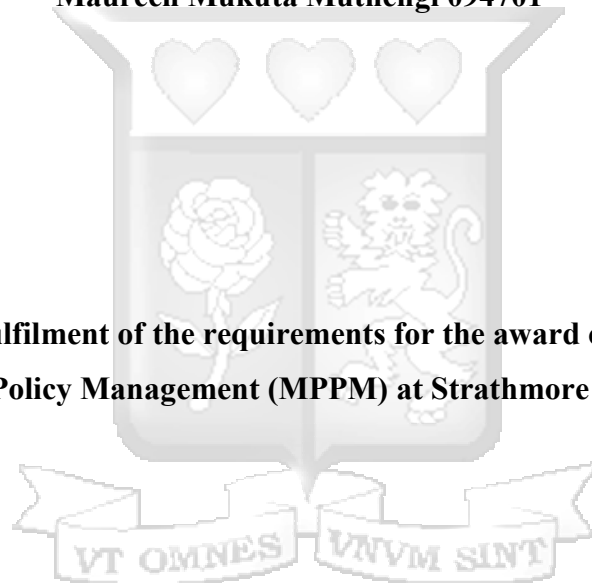 Maureen Mukuta Muthengi 094761
lfilment of the requirements for the award
Policy Management (MPPM) at Strathmore
VT OMNES VNVM SINT